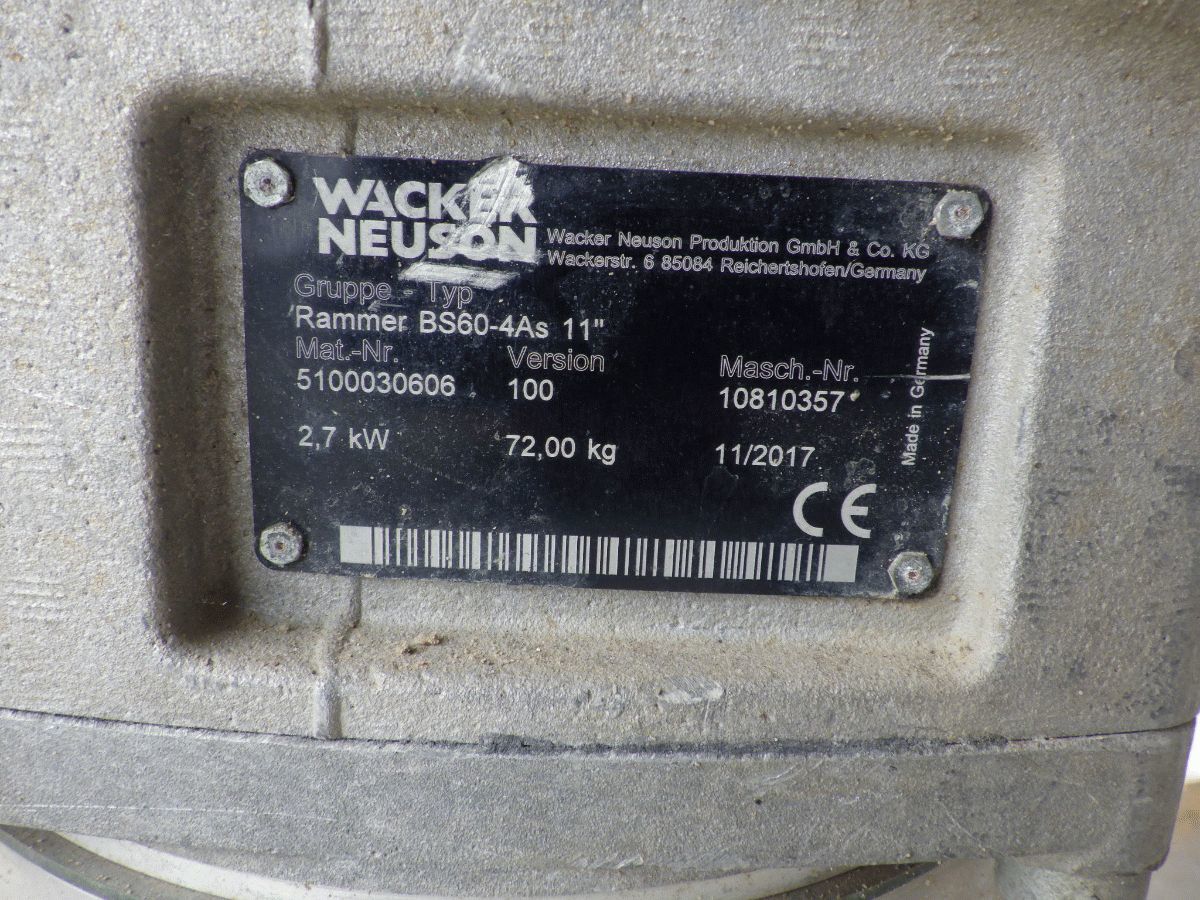 WACKER
NEUSON
Wacker Neuson Produktion GmbH & Co. KG
Wackerstr. 6 85084 Reichertshofen/Germany
Gruppe - Typ
Rammer BS60-4As 11"
Mat.-Nr. Version Masch.-Nr.
5100030606 100 10810357
2,7 kW 72,00 kg 11/2017
Made in Germany
CE